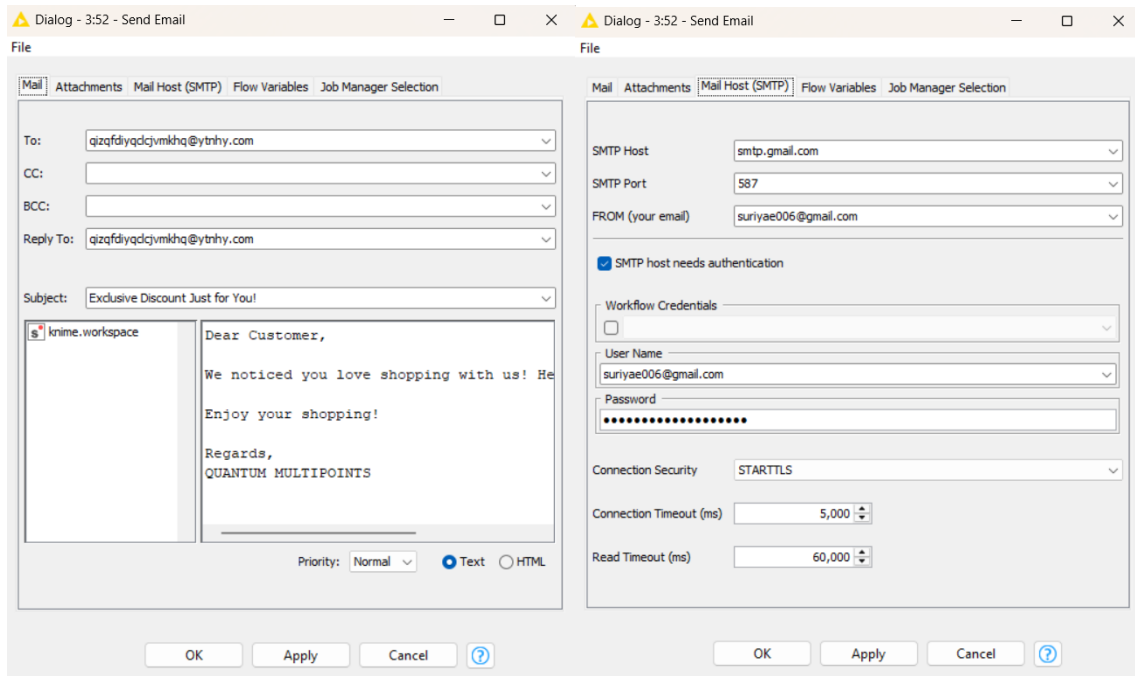 Dialog - 3:52 - Send Email
File
Mail Attachments Mail Host (SMTP) Flow Variables Job Manager Selection
To: qizqfdiyqclcjvmkhq@ytnhy.com
CC:
BCC:
Reply To: qizqfdiyqclcjvmkhq@ytnhy.com
Subject: Exclusive Discount Just for You!
s knime.workspace
Dear Customer,
We noticed you love shopping with us! He
Enjoy your shopping!
Regards,
QUANTUM MULTIPOINTS
Priority: Normal Text HTML
OK Apply Cancel ?
Dialog - 3:52 - Send Email
File
Mail Attachments Mail Host (SMTP) Flow Variables Job Manager Selection
SMTP Host smtp.gmail.com
SMTP Port 587
FROM (your email) suriyae006@gmail.com
SMTP host needs authentication
Workflow Credentials
User Name
suriyae006@gmail.com
Password
•••••••••••••••••••
Connection Security STARTTLS
Connection Timeout (ms) 5,000
Read Timeout (ms) 60,000
OK Apply Cancel ?